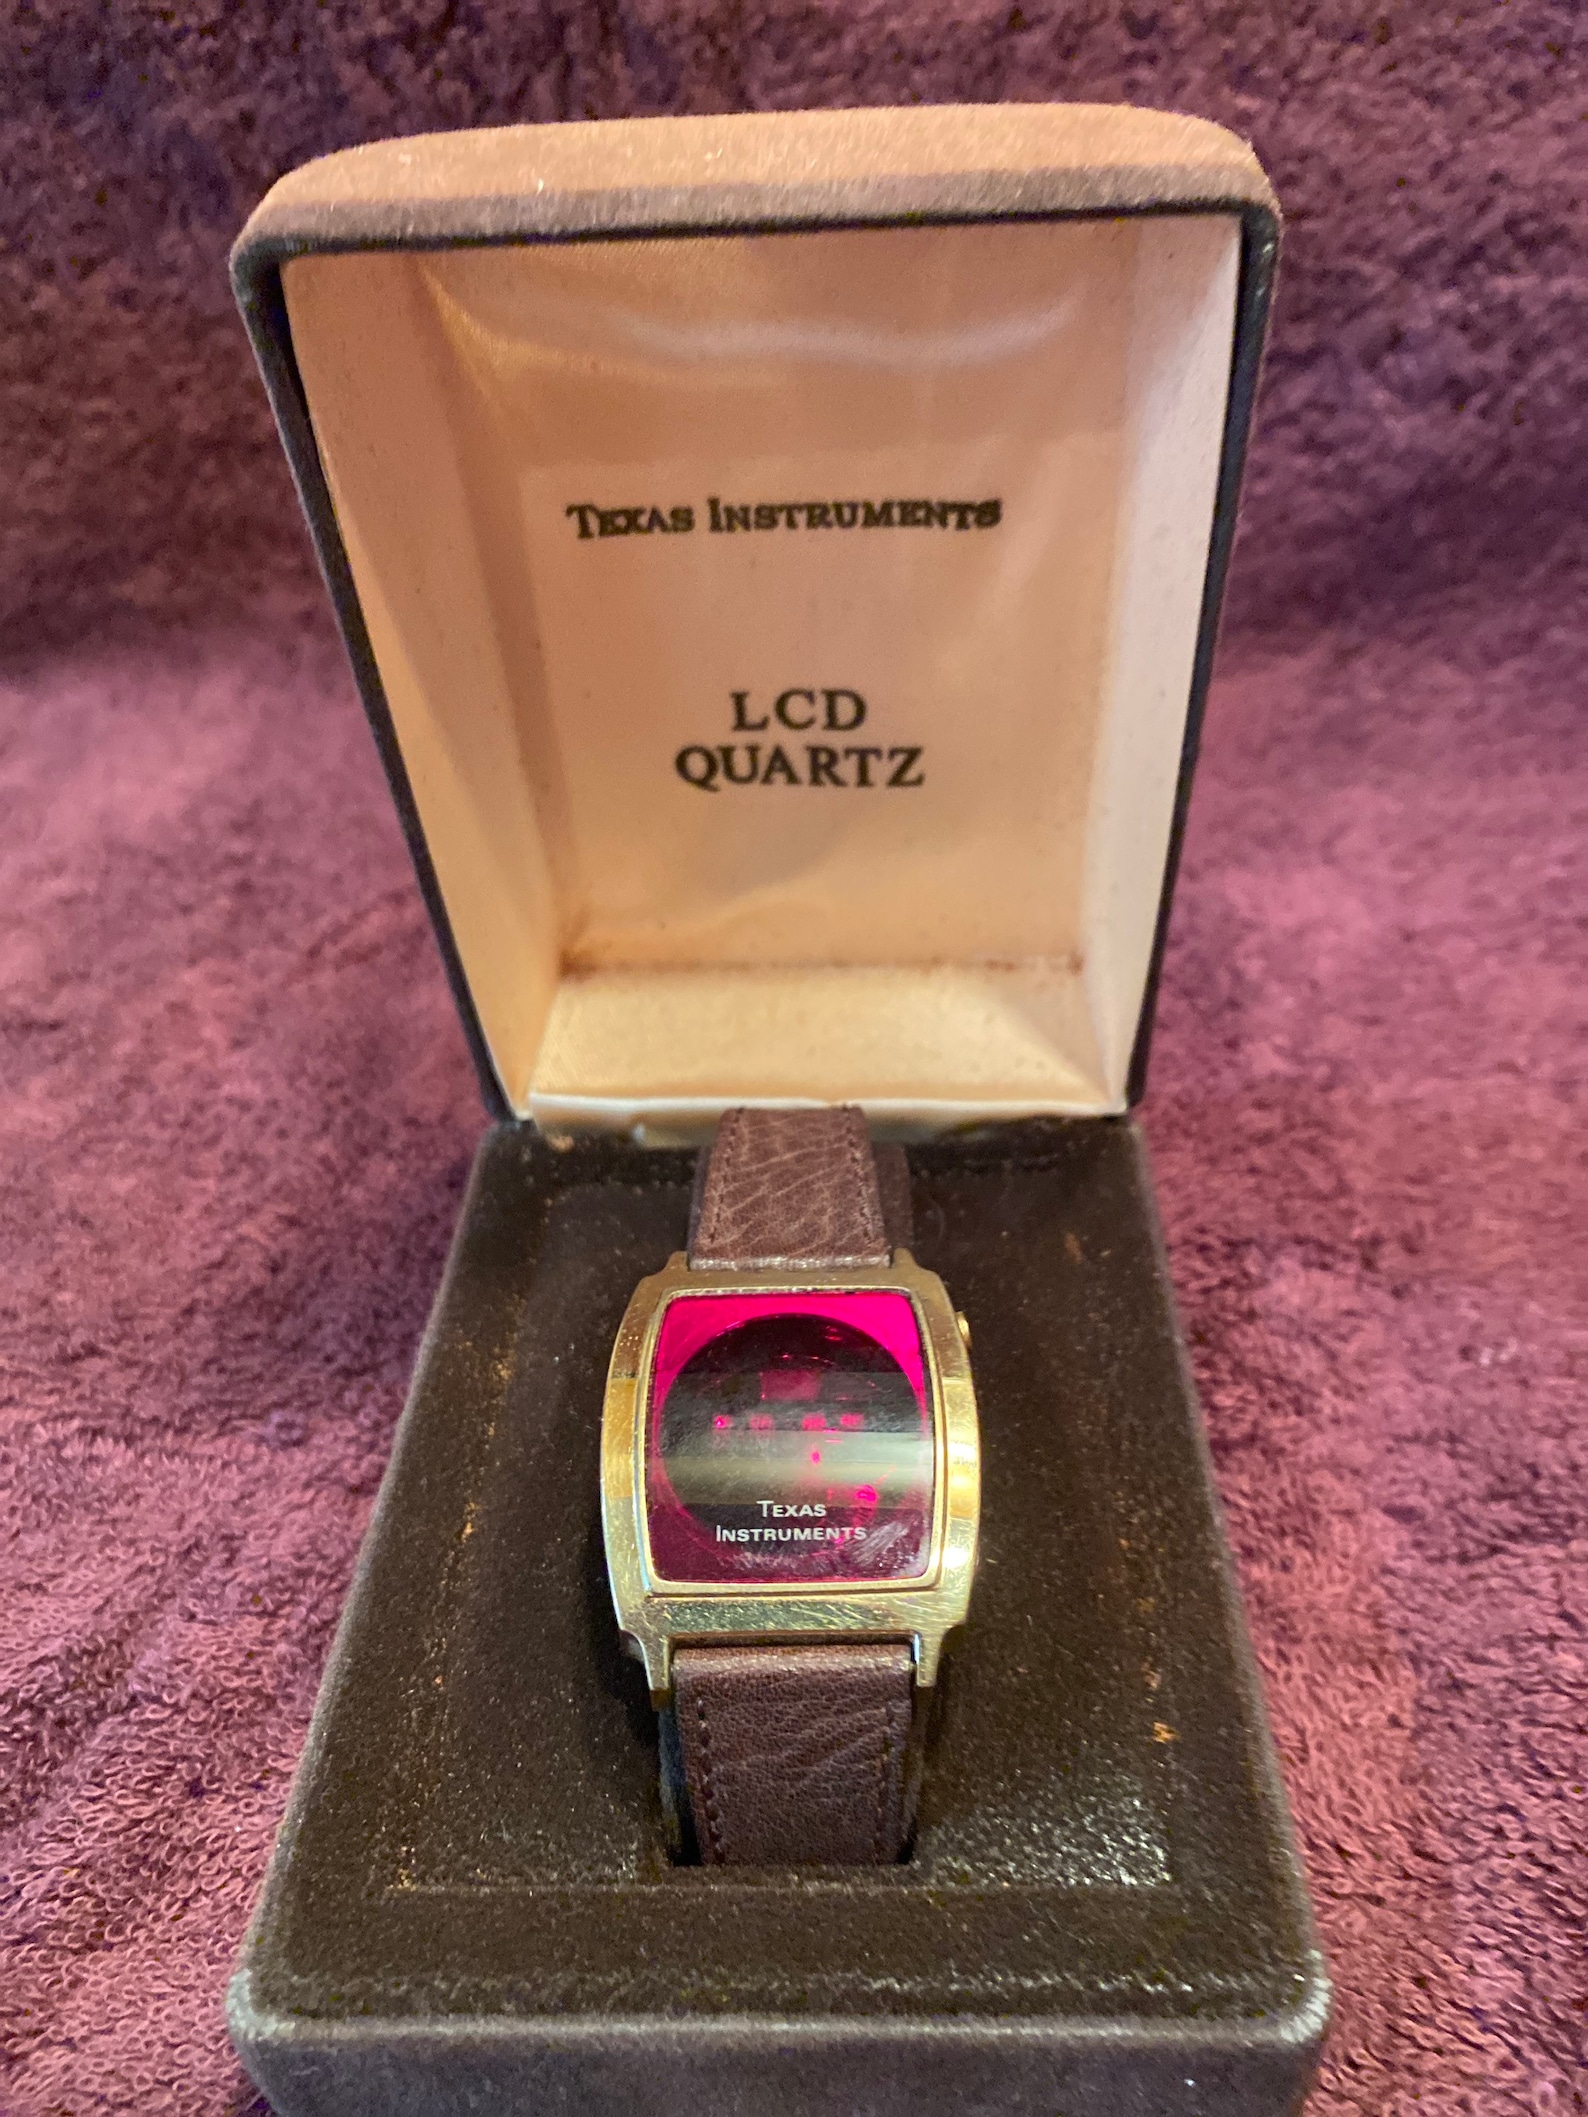 TEXAS INSTRUMENTS
LCD
QUARTZ
TEXAS
INSTRUMENTS